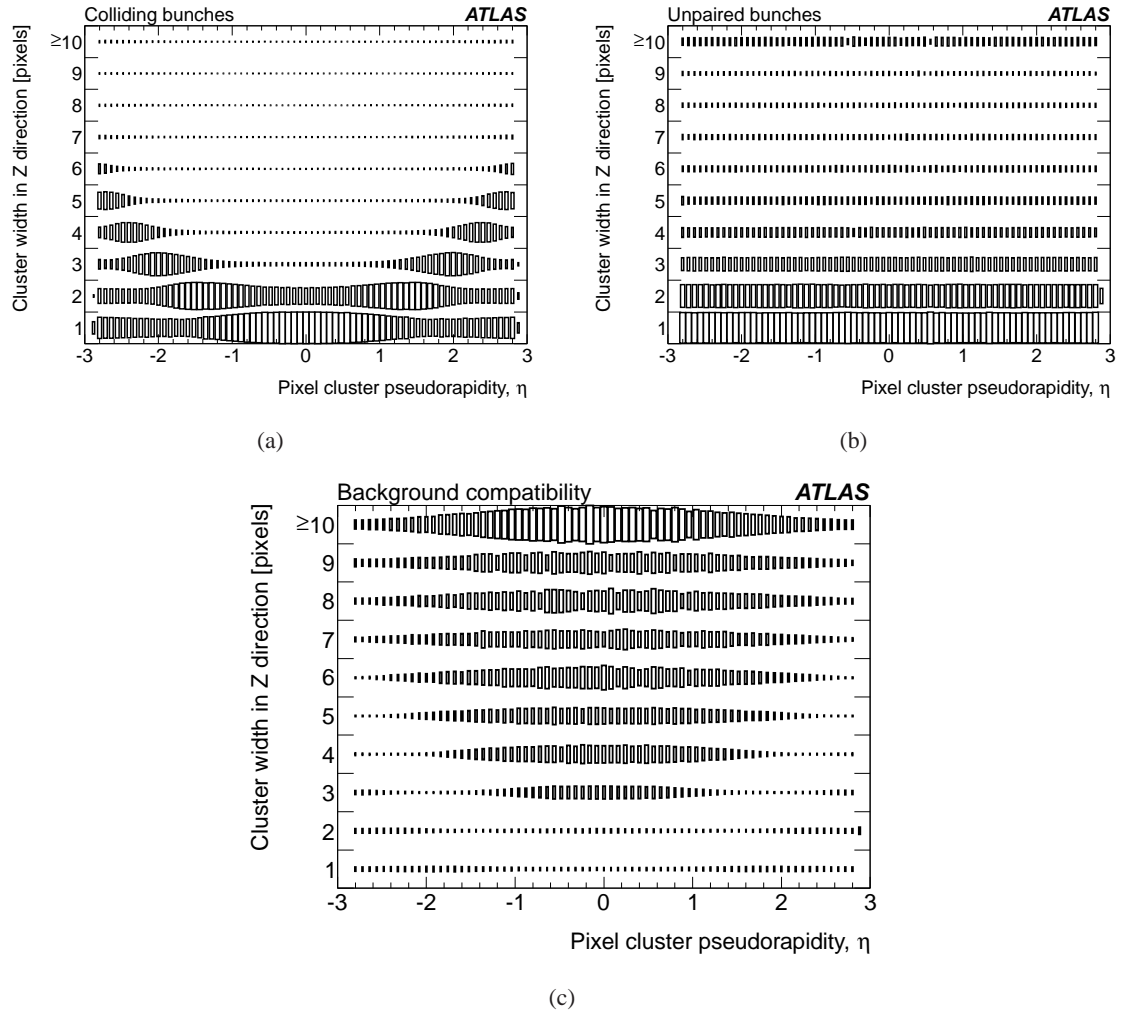 Colliding bunches ATLAS
Cluster width in Z direction [pixels]
≥10
9
8
7
6
5
4
3
2
1
-3 -2 -1 0 1 2 3
Pixel cluster pseudorapidity, η
(a)
Unpaired bunches ATLAS
Cluster width in Z direction [pixels]
≥10
9
8
7
6
5
4
3
2
1
-3 -2 -1 0 1 2 3
Pixel cluster pseudorapidity, η
(b)
Background compatibility ATLAS
Cluster width in Z direction [pixels]
≥10
9
8
7
6
5
4
3
2
1
-3 -2 -1 0 1 2 3
Pixel cluster pseudorapidity, η
(c)